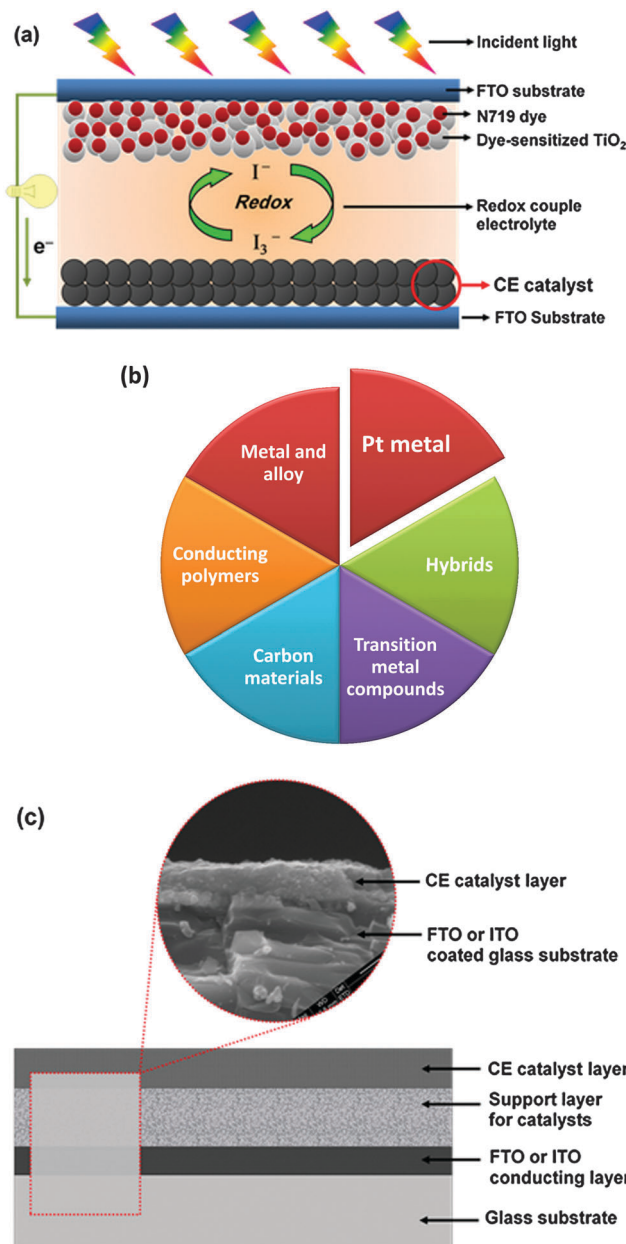 (a)
Incident light
FTO substrate
N719 dye
Dye-sensitized TiO₂
I⁻
Redox
I₃⁻
Redox couple
electrolyte
e⁻
CE catalyst
FTO Substrate
(b)
Metal and
alloy
Pt metal
Conducting
polymers
Hybrids
Carbon
materials
Transition
metal
compounds
(c)
CE catalyst layer
FTO or ITO
coated glass substrate
CE catalyst layer
Support layer
for catalysts
FTO or ITO
conducting layer
Glass substrate